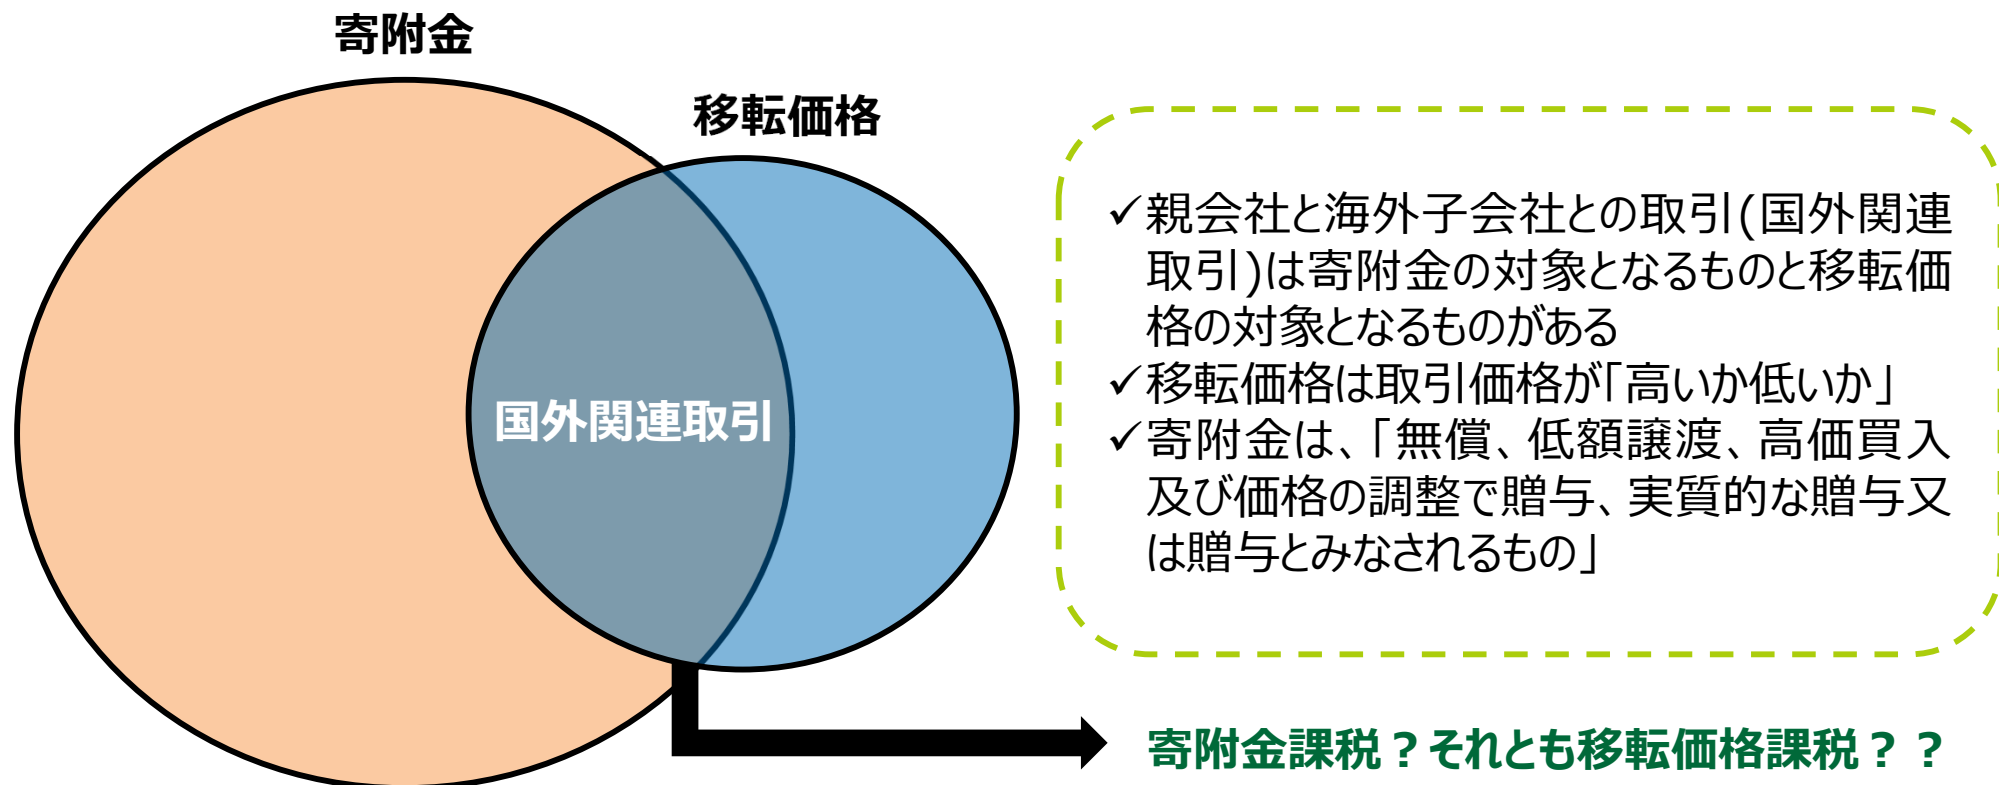 寄附金
移転価格
国外関連取引
✓親会社と海外子会社との取引(国外関連
取引)は寄附金の対象となるものと移転価
格の対象となるものがある
✓移転価格は取引価格が「高いか低いか」
✓寄附金は、「無償、低額譲渡、高価買入
及び価格の調整で贈与、実質的な贈与又
は贈与とみなされるもの」
寄附金課税？それとも移転価格課税？？